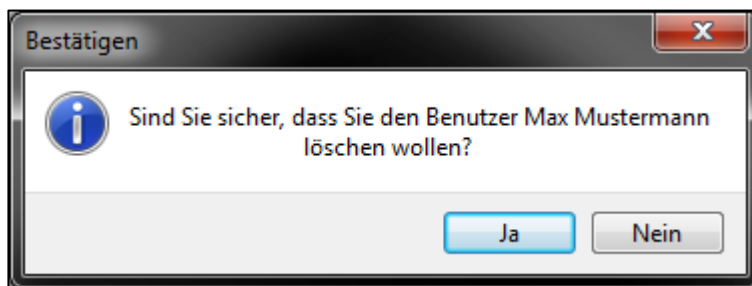 Bestätigen
Sind Sie sicher, dass Sie den Benutzer Max Mustermann
löschen wollen?
Ja Nein